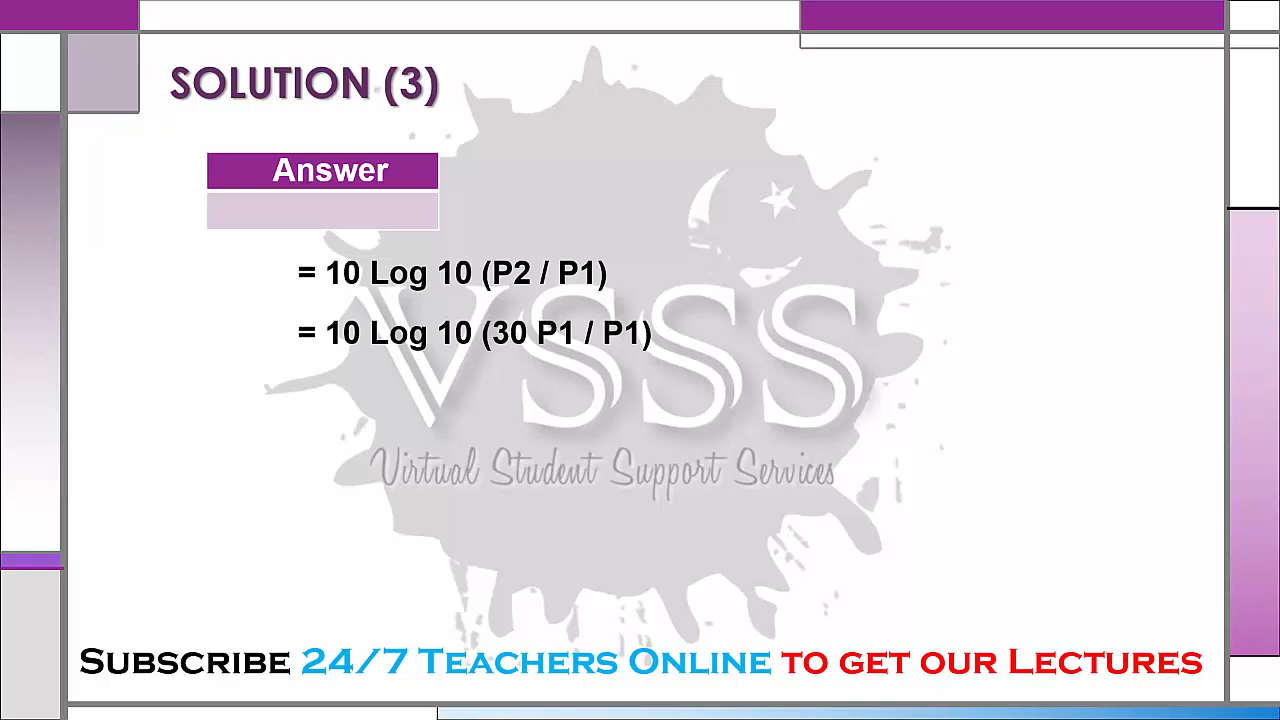 SOLUTION (3)
Answer
= 10 Log 10 (P2 / P1)
= 10 Log 10 (30 P1 / P1)
VSSS
Virtual Student Support Services
SUBSCRIBE 24/7 TEACHERS ONLINE TO GET OUR LECTURES